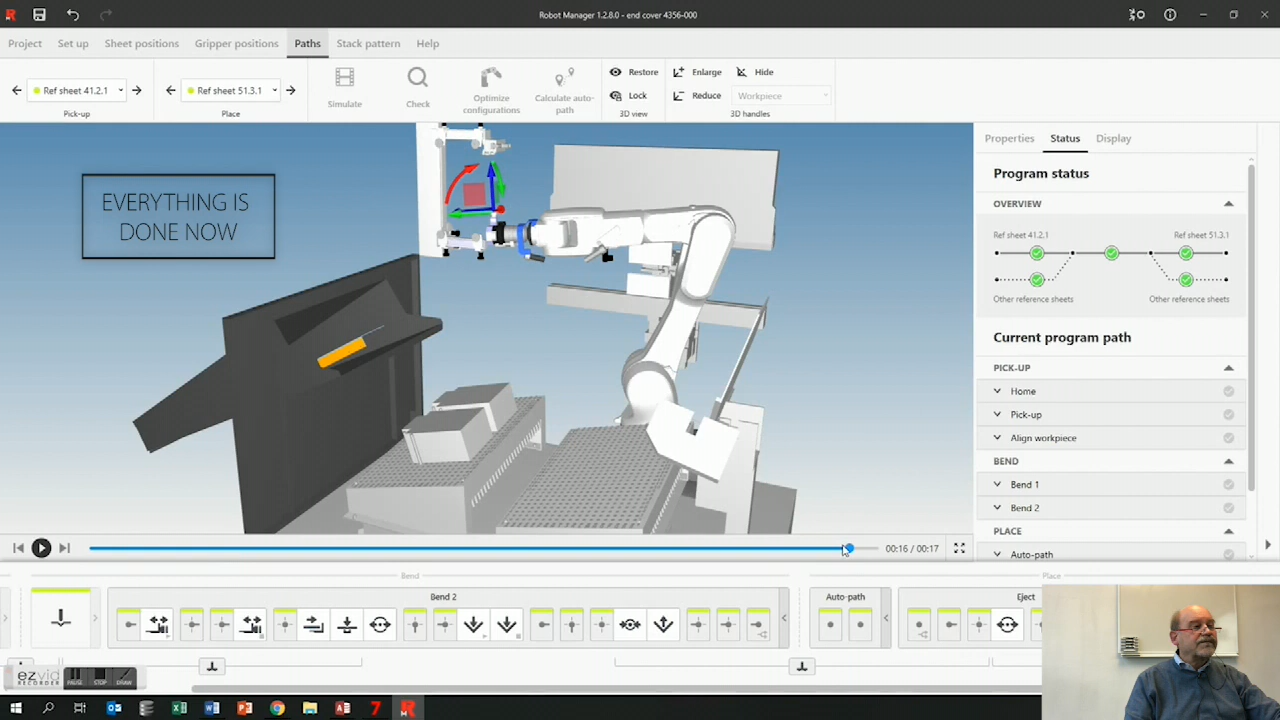 Robot Manager 1.2.8.0 - end cover 4356-000
Project Set up Sheet positions Gripper positions Paths Stack pattern Help
Ref sheet 41.2.1
Pick-up
Ref sheet 51.3.1
Place
Simulate
Check
Optimize
configurations
Calculate auto-
path
Restore
Lock
3D view
Enlarge
Hide
Reduce
Workpiece
3D handles
EVERYTHING IS
DONE NOW
Properties Status Display
Program status
OVERVIEW
Ref sheet 41.2.1
Ref sheet 51.3.1
Other reference sheets
Other reference sheets
Current program path
PICK-UP
Home
Pick-up
Align workpiece
BEND
Bend 1
Bend 2
PLACE
Auto-path
00:16 / 00:17
Bend
Place
Bend 2
Auto-path
Eject
ezvid
RECORDER
PAUSE
STOP
DRAW